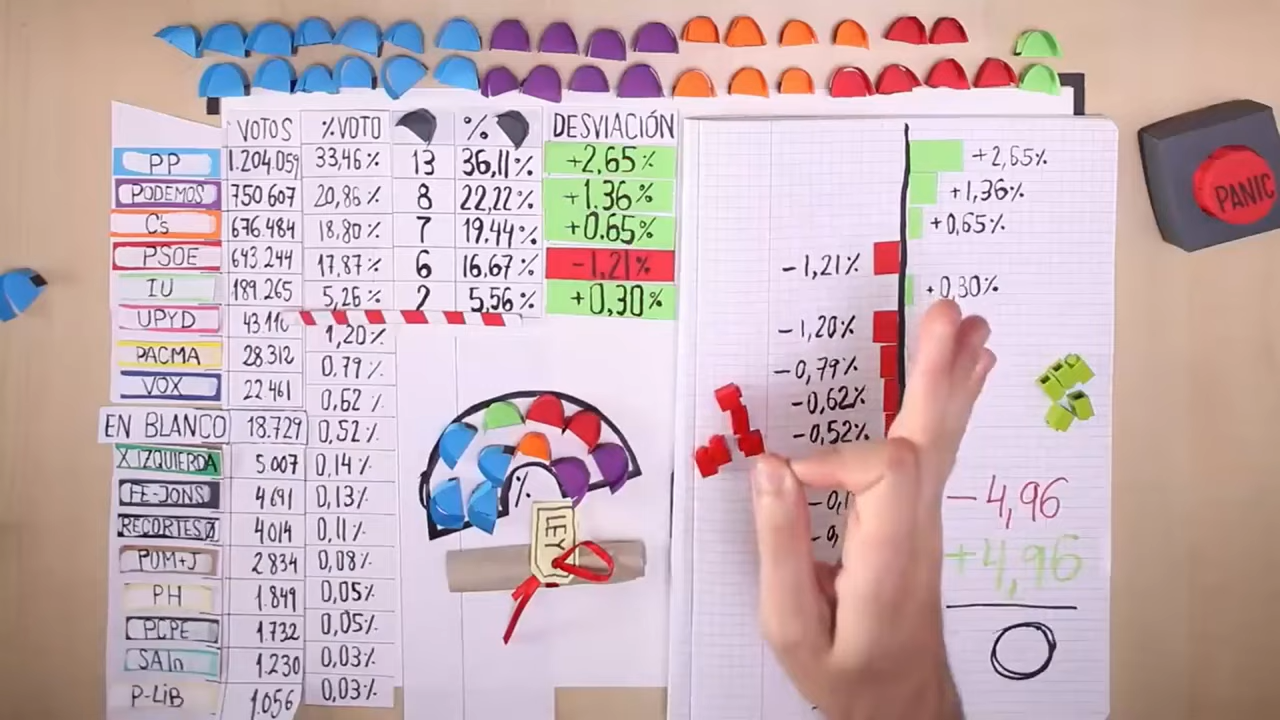 VOTOS %VOTO % DESVIACIÓN
PP 1.204.059 33,46% 13 36,11% +2,65%
PODEMOS 750.607 20,86% 8 22,22% +1.36%
C's 676.484 18,80% 7 19.44% +0.65%
PSOE 643.244 17,87% 6 16,67% -1,21%
IU 189.265 5,26% 2 5,56% +0,30%
UPYD 43.110 1,20%
PACMA 28.312 0,79%
VOX 22.461 0,62%
EN BLANCO 18.729 0,52%
X IZQUIERDA 5.007 0,14%
FE-JONS 4691 0,13%
RECORTES Ø 4014 0,11%
PUM+J 2834 0,08%
PH 1.849 0,05%
PCPE 1.732 0,05%
SAIn 1.230 0,03%
P-LiB 1.056 0,03%
%
LEY
+2,65%
+1,36%
+0,65%
-1,21%
+0,30%
-1,20%
-0,79%
-0,62%
-0,52%
-4,96
+4,96
0
PANIC